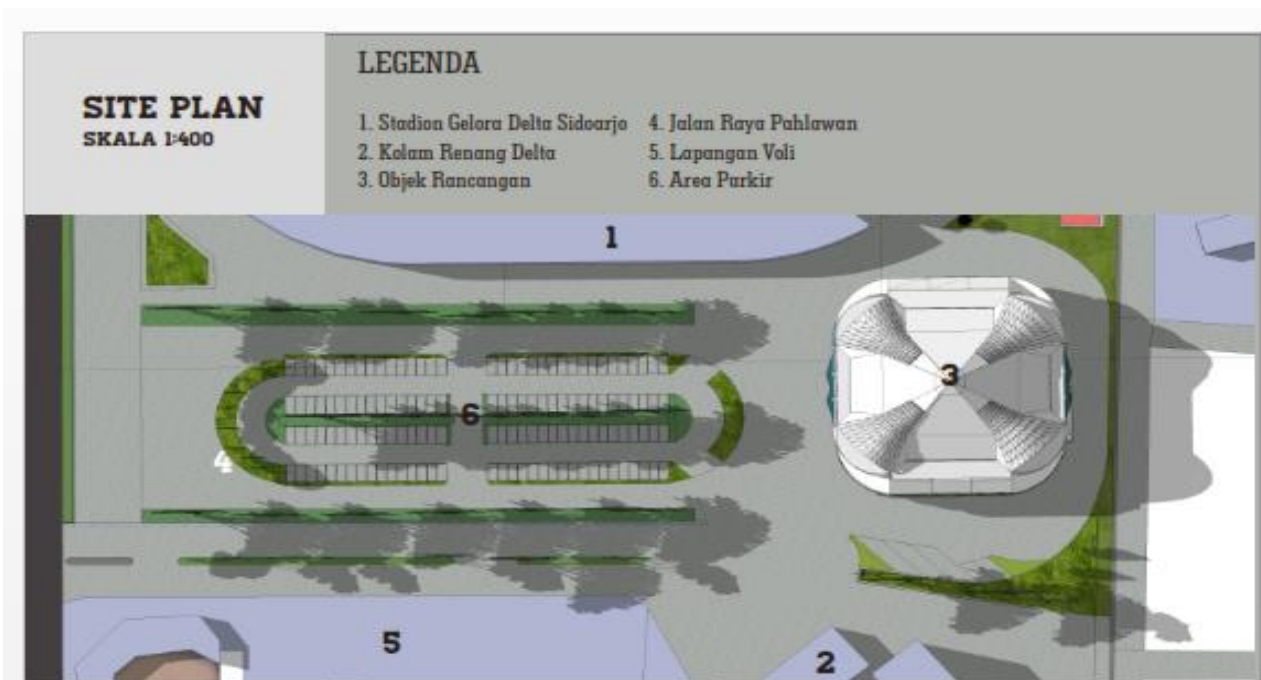 SITE PLAN
SKALA 1:400
LEGENDA
1. Stadion Gelora Delta Sidoarjo
2. Kolam Renang Delta
3. Objek Rancangan
4. Jalan Raya Pahlawan
5. Lapangan Voli
6. Area Parkir
1
3
6
4
5
2